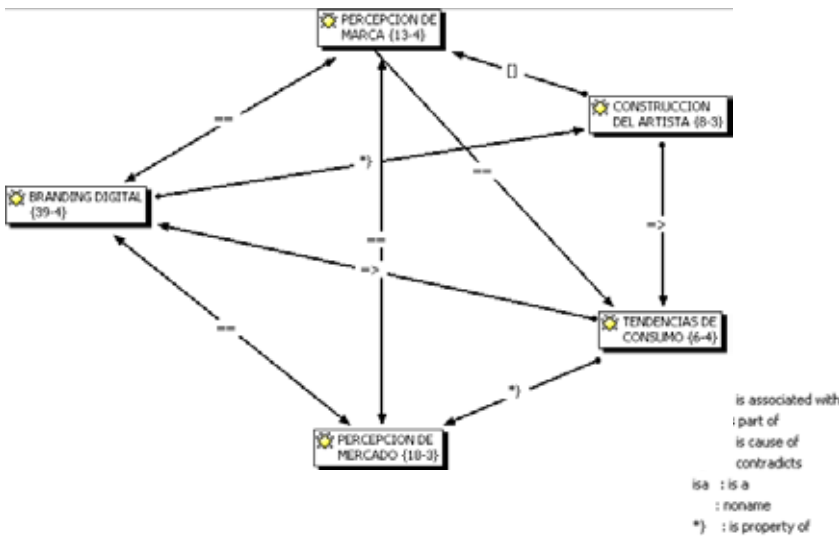 PERCEPCION DE
MARCA {13-4}
[]
CONSTRUCCION
DEL ARTISTA {8-3}
==
*}
==
BRANDING DIGITAL
{39-4}
==
=>
=>
TENDENCIAS DE
CONSUMO {6-4}
==
*}
PERCEPCION DE
MERCADO {10-3}
is associated with
part of
is cause of
contradicts
isa : is a
: noname
*} : is property of